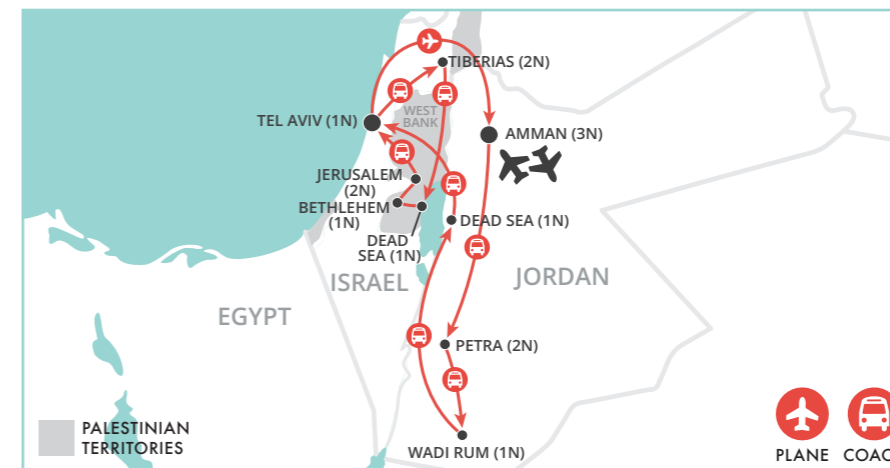 TIBERIAS (2N)
WEST
BANK
TEL AVIV (1N)
AMMAN (3N)
JERUSALEM
(2N)
BETHLEHEM
(1N)
DEAD SEA (1N)
DEAD
SEA (1N)
ISRAEL
JORDAN
EGYPT
PETRA (2N)
WADI RUM (1N)
PALESTINIAN
TERRITORIES
PLANE
COAC